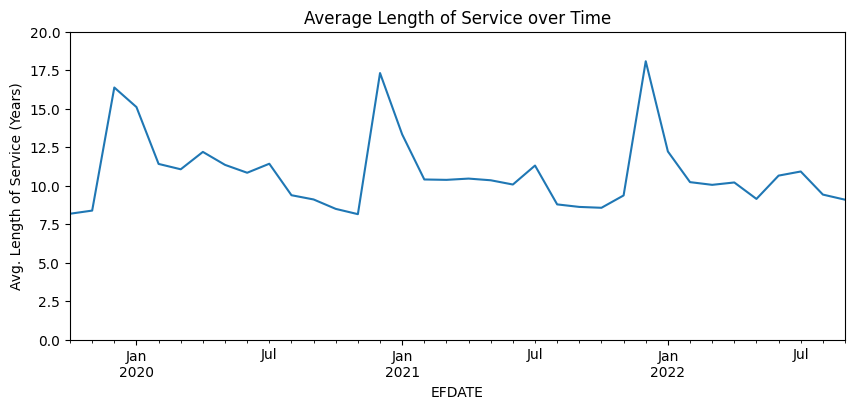 Average Length of Service over Time
Avg. Length of Service (Years)
20.0
17.5
15.0
12.5
10.0
7.5
5.0
2.5
0.0
Jan Jul Jan Jul Jan Jul
2020 2021 2022
EFDATE